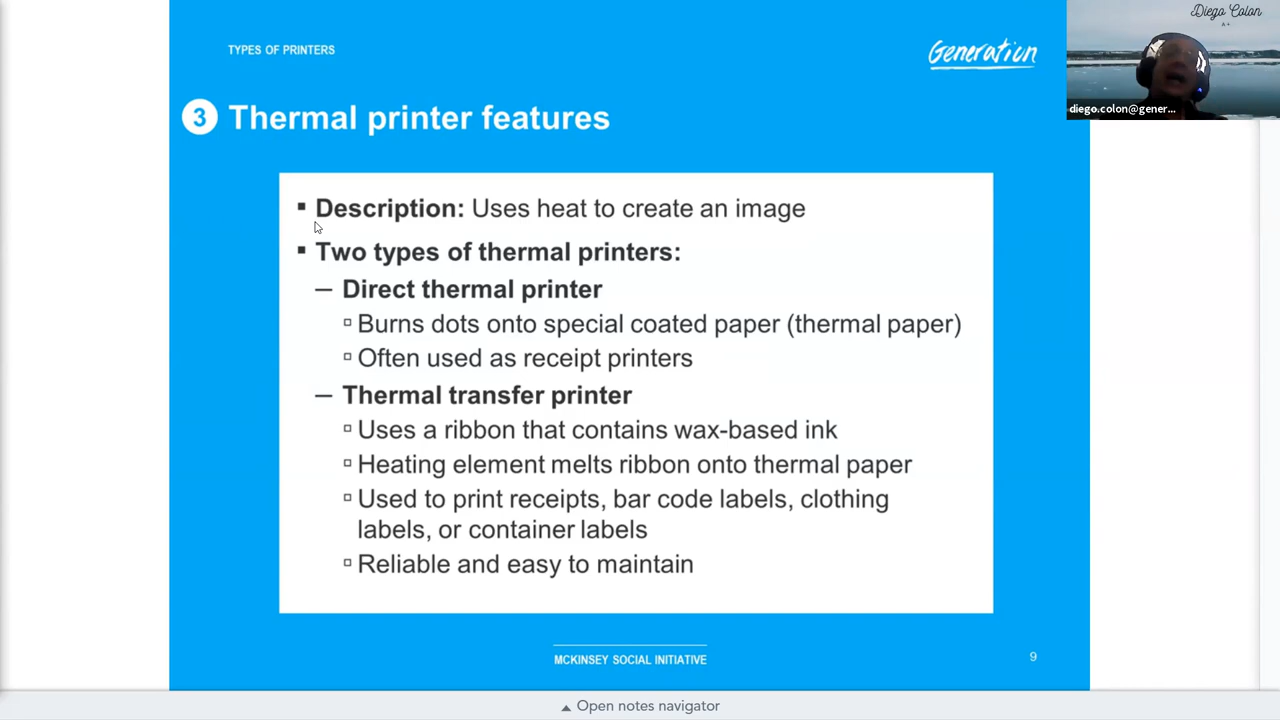 TYPES OF PRINTERS
Generation
3 Thermal printer features
▪ Description: Uses heat to create an image
▪ Two types of thermal printers:
– Direct thermal printer
▫ Burns dots onto special coated paper (thermal paper)
▫ Often used as receipt printers
– Thermal transfer printer
▫ Uses a ribbon that contains wax-based ink
▫ Heating element melts ribbon onto thermal paper
▫ Used to print receipts, bar code labels, clothing
labels, or container labels
▫ Reliable and easy to maintain
MCKINSEY SOCIAL INITIATIVE
9
Diego Colon
A+
diego.colon@gener...
Open notes navigator